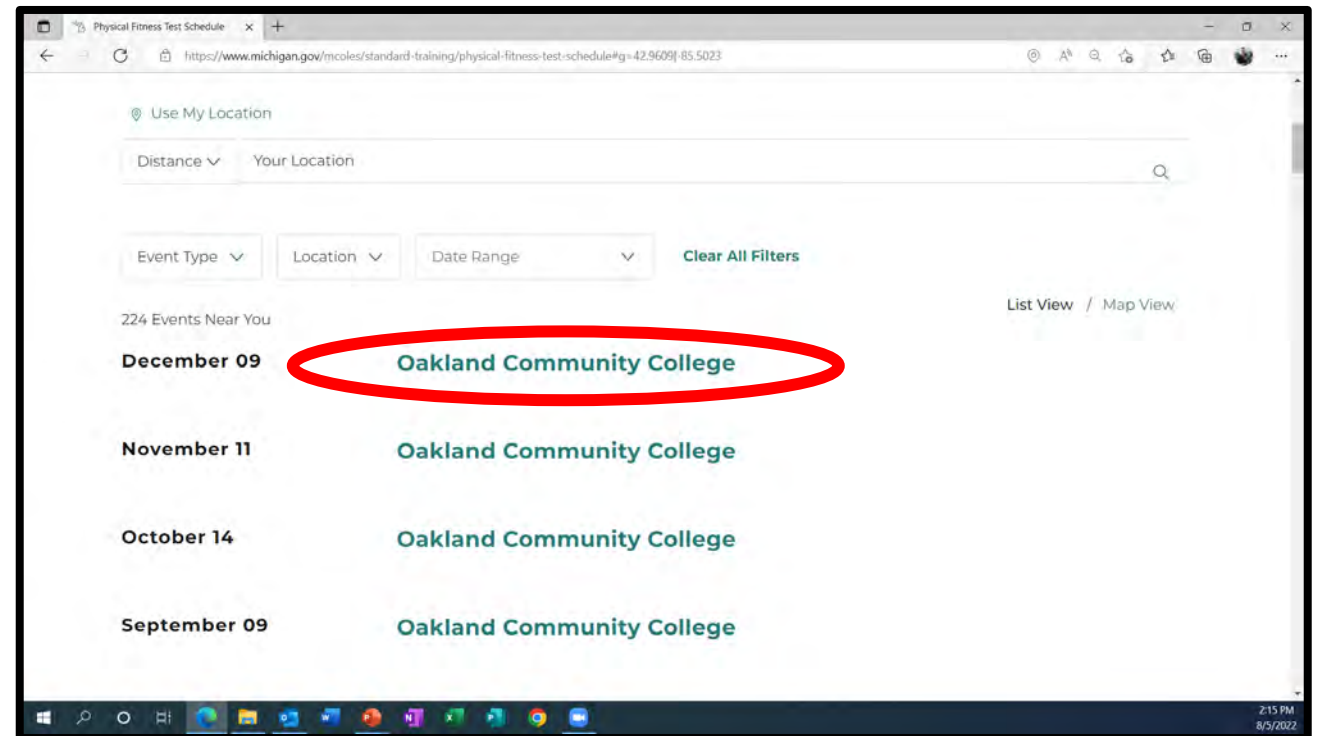 Physical Fitness Test Schedule
https://www.michigan.gov/mcoles/standard-training/physical-fitness-test-schedule#g=42.9609|-85.5023
Use My Location
Distance Your Location
Event Type Location Date Range Clear All Filters
List View / Map View
224 Events Near You
December 09 Oakland Community College
November 11 Oakland Community College
October 14 Oakland Community College
September 09 Oakland Community College
2:15 PM
8/5/2022